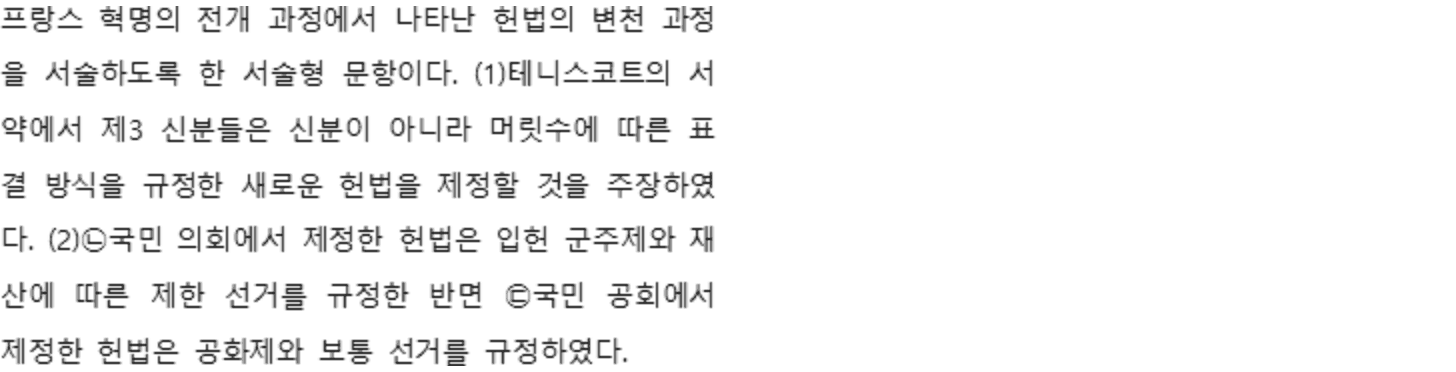 프랑스 혁명의 전개 과정에서 나타난 헌법의 변천 과정
을 서술하도록 한 서술형 문항이다. (1)테니스코트의 서
약에서 제3 신분들은 신분이 아니라 머릿수에 따른 표
결 방식을 규정한 새로운 헌법을 제정할 것을 주장하였
다. (2)㉡국민 의회에서 제정한 헌법은 입헌 군주제와 재
산에 따른 제한 선거를 규정한 반면 ㉢국민 공회에서
제정한 헌법은 공화제와 보통 선거를 규정하였다.